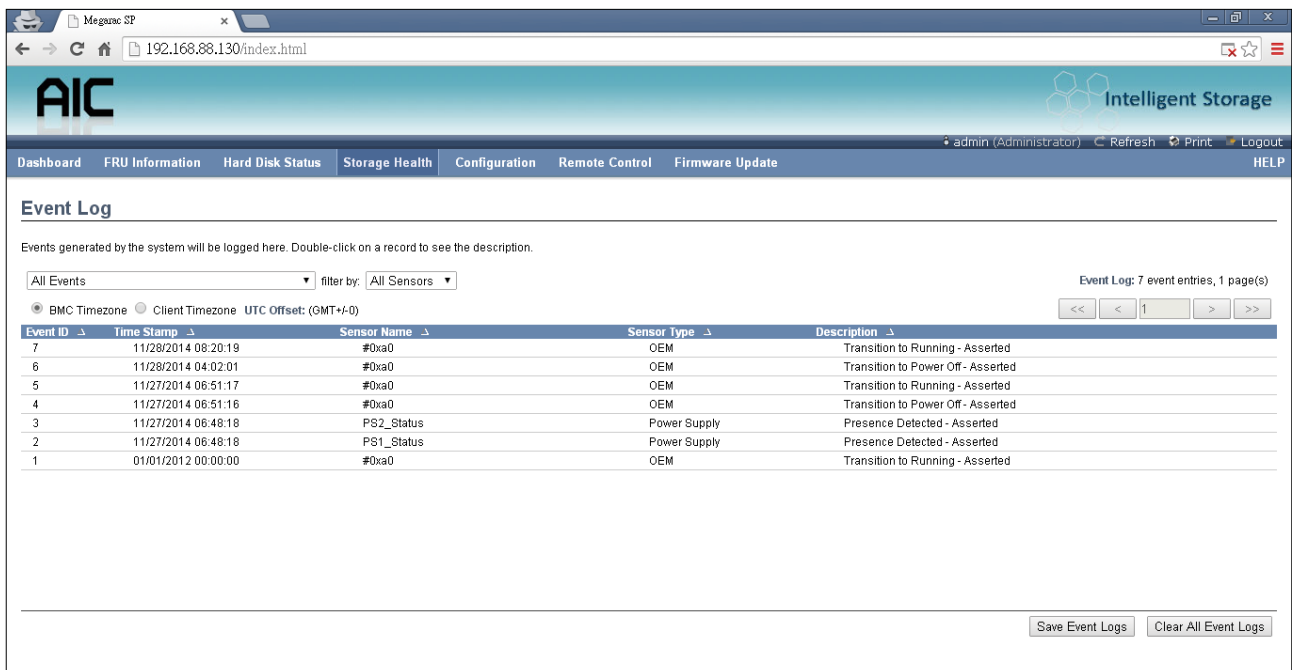 Megarac SP
192.168.88.130/index.html
AIC
Intelligent Storage
admin (Administrator) Refresh Print Logout
Dashboard FRU Information Hard Disk Status Storage Health Configuration Remote Control Firmware Update HELP
Event Log
Events generated by the system will be logged here. Double-click on a record to see the description.
All Events filter by: All Sensors Event Log: 7 event entries, 1 page(s)
BMC Timezone Client Timezone UTC Offset: (GMT+/-0) << < 1 > >>
Event ID Time Stamp Sensor Name Sensor Type Description
7 11/28/2014 08:20:19 #0xa0 OEM Transition to Running - Asserted
6 11/28/2014 04:02:01 #0xa0 OEM Transition to Power Off - Asserted
5 11/27/2014 06:51:17 #0xa0 OEM Transition to Running - Asserted
4 11/27/2014 06:51:16 #0xa0 OEM Transition to Power Off - Asserted
3 11/27/2014 06:48:18 PS2_Status Power Supply Presence Detected - Asserted
2 11/27/2014 06:48:18 PS1_Status Power Supply Presence Detected - Asserted
1 01/01/2012 00:00:00 #0xa0 OEM Transition to Running - Asserted
Save Event Logs Clear All Event Logs